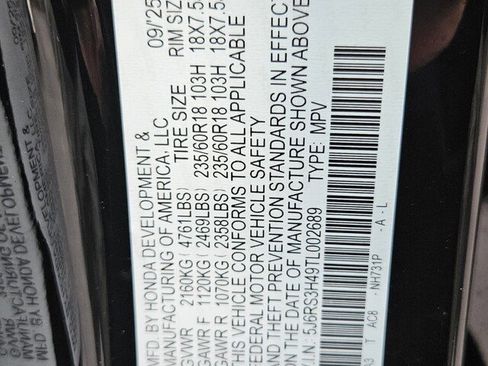 MFD. BY HONDA DEVELOPMENT & 09/25
MANUFACTURING OF AMERICA, LLC
TIRE SIZE RIM SIZE
GVWR 2160KG ( 4761LBS)
GAWR F 1120KG ( 2469LBS) 235/60R18 103H 18X7.5
GAWR R 1070KG ( 2358LBS) 235/60R18 103H 18X7.5
THIS VEHICLE CONFORMS TO ALL APPLICABLE
FEDERAL MOTOR VEHICLE SAFETY
AND THEFT PREVENTION STANDARDS IN EFFECT
ON THE DATE OF MANUFACTURE SHOWN ABOVE
V.I.N: 5J6RS3H49TL002689 TYPE: MPV
T AC8 NH731P - A - L